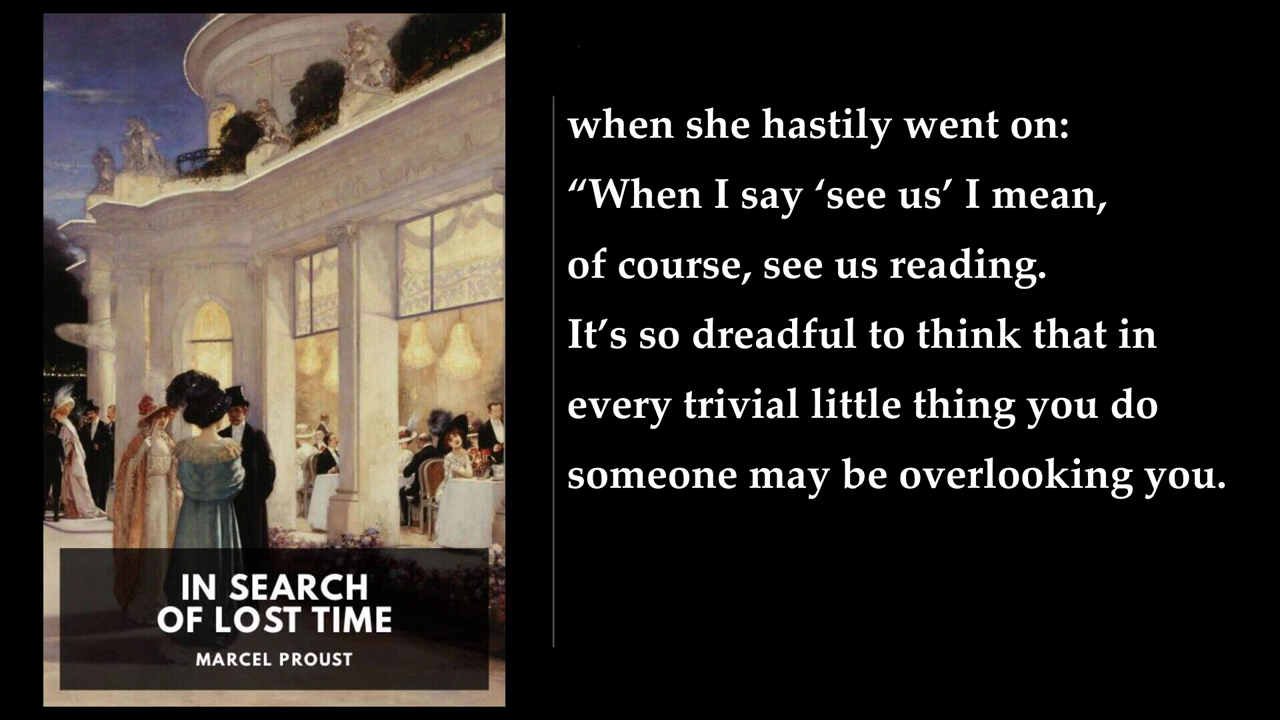 when she hastily went on:
“When I say ‘see us’ I mean,
of course, see us reading.
It’s so dreadful to think that in
every trivial little thing you do
someone may be overlooking you.
IN SEARCH
OF LOST TIME
MARCEL PROUST